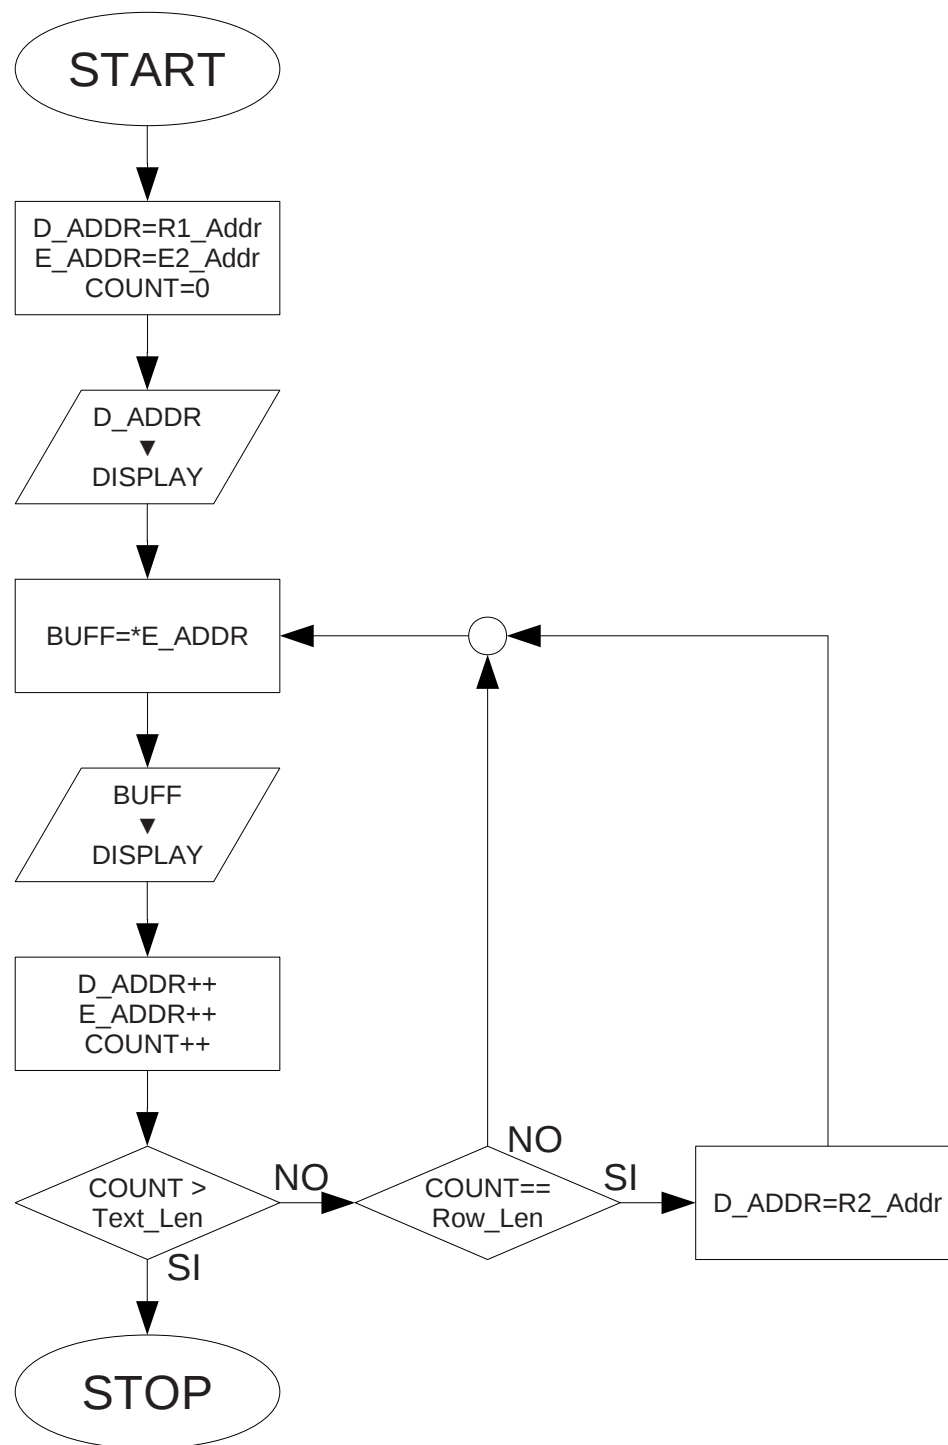 START
D_ADDR=R1_Addr
E_ADDR=E2_Addr
COUNT=0
D_ADDR
▼
DISPLAY
BUFF=*E_ADDR
BUFF
▼
DISPLAY
D_ADDR++
E_ADDR++
COUNT++
COUNT >
Text_Len
NO
SI
COUNT==
Row_Len
NO
SI
D_ADDR=R2_Addr
STOP